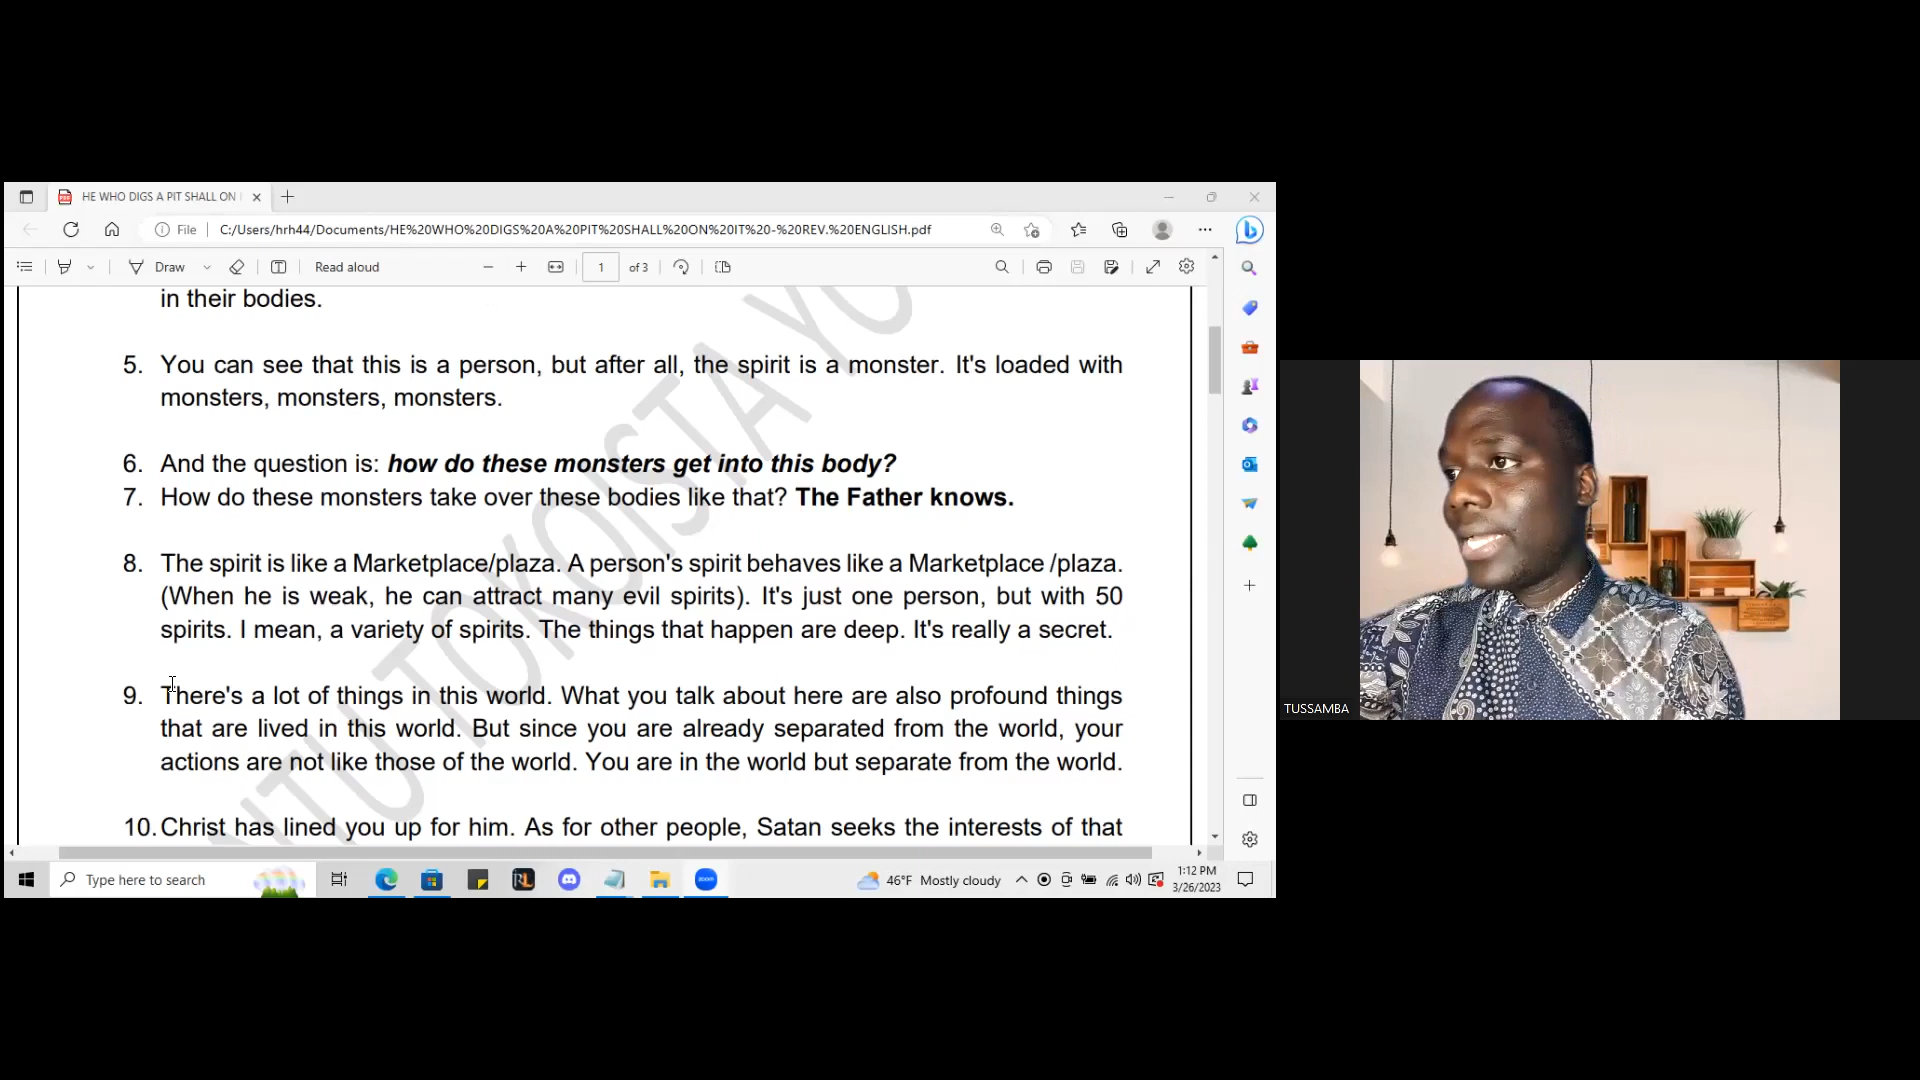 HE WHO DIGS A PIT SHALL ON
File
C:/Users/hrh44/Documents/HE%20WHO%20DIGS%20A%20PIT%20SHALL%20ON%20IT%20-%20REV.%20ENGLISH.pdf
Draw
Read aloud
1
of 3
in their bodies.
5. You can see that this is a person, but after all, the spirit is a monster. It's loaded with
monsters, monsters, monsters.
6. And the question is: how do these monsters get into this body?
7. How do these monsters take over these bodies like that? The Father knows.
8. The spirit is like a Marketplace/plaza. A person's spirit behaves like a Marketplace /plaza.
(When he is weak, he can attract many evil spirits). It's just one person, but with 50
spirits. I mean, a variety of spirits. The things that happen are deep. It's really a secret.
9. There's a lot of things in this world. What you talk about here are also profound things
that are lived in this world. But since you are already separated from the world, your
actions are not like those of the world. You are in the world but separate from the world.
10. Christ has lined you up for him. As for other people, Satan seeks the interests of that
NTU TOKOISTA YO
TUSSAMBA
Type here to search
zoom
46°F Mostly cloudy
1:12 PM
3/26/2023